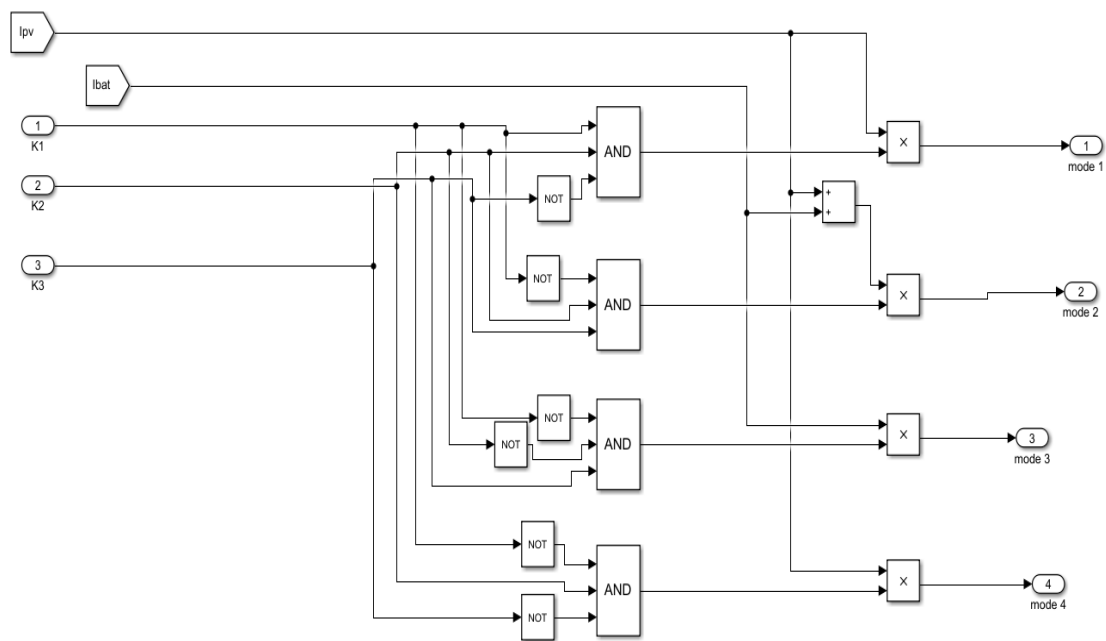 Ipv
Ibat
1
K1
AND
X
1
mode 1
2
K2
NOT
+
+
3
K3
NOT
AND
X
2
mode 2
NOT
NOT
AND
X
3
mode 3
NOT
AND
NOT
X
4
mode 4